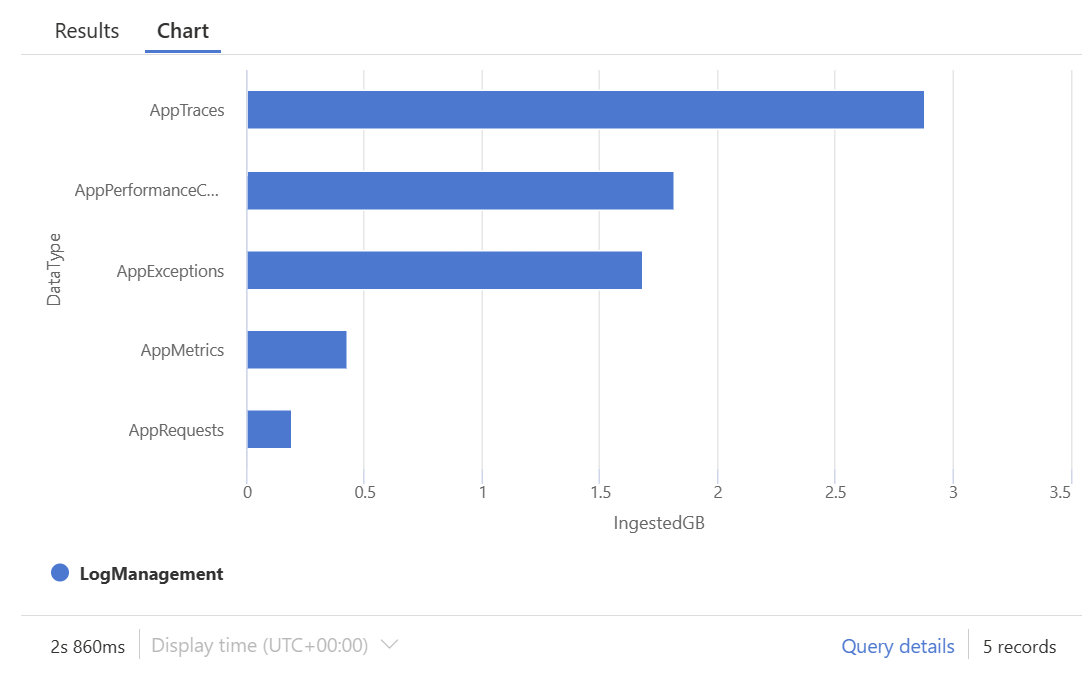 Results Chart
AppTraces
AppPerformanceC...
AppExceptions
AppMetrics
AppRequests
DataType
0 0.5 1 1.5 2 2.5 3 3.5
IngestedGB
LogManagement
2s 860ms Display time (UTC+00:00) Query details 5 records